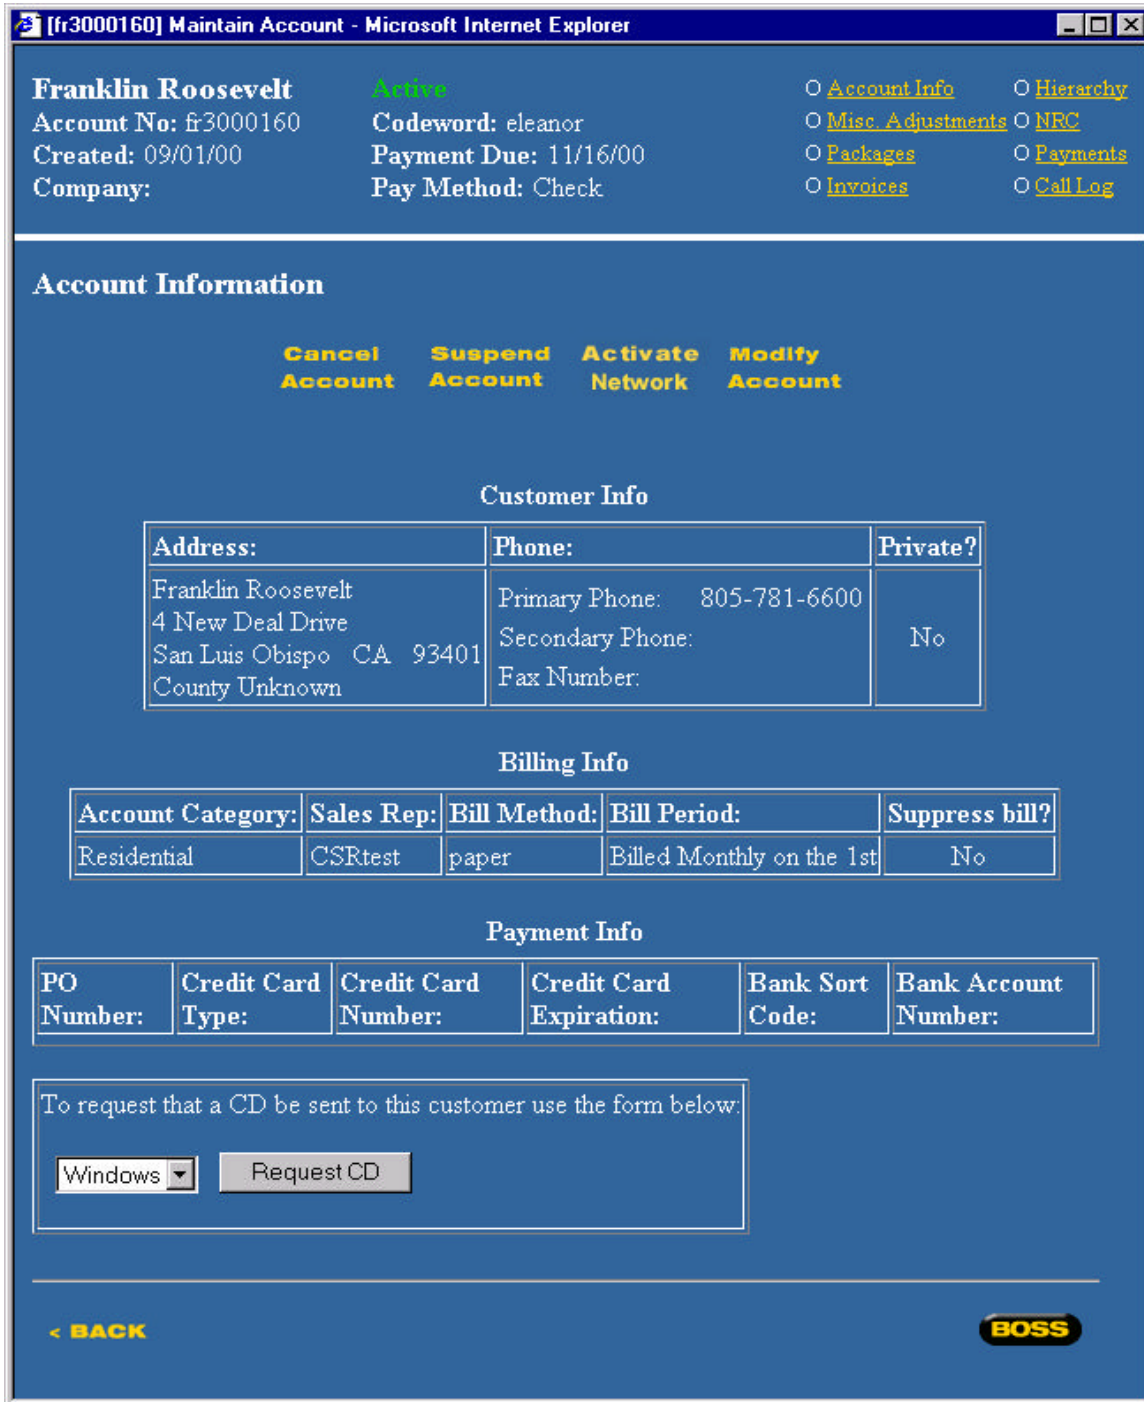 [fr3000160] Maintain Account - Microsoft Internet Explorer
Franklin Roosevelt
Account No: fr3000160
Created: 09/01/00
Company:
Active
Codeword: eleanor
Payment Due: 11/16/00
Pay Method: Check
Account Info
Hierarchy
Misc. Adjustments
NRC
Packages
Payments
Invoices
Call Log
Account Information
Cancel Account
Suspend Account
Activate Network
Modify Account
Customer Info
Address: Phone: Private?
Franklin Roosevelt
4 New Deal Drive
San Luis Obispo CA 93401
County Unknown
Primary Phone: 805-781-6600
Secondary Phone:
Fax Number:
No
Billing Info
Account Category: Sales Rep: Bill Method: Bill Period: Suppress bill?
Residential CSRtest paper Billed Monthly on the 1st No
Payment Info
PO Number: Credit Card Type: Credit Card Number: Credit Card Expiration: Bank Sort Code: Bank Account Number:
To request that a CD be sent to this customer use the form below:
Windows Request CD
< BACK
BOSS